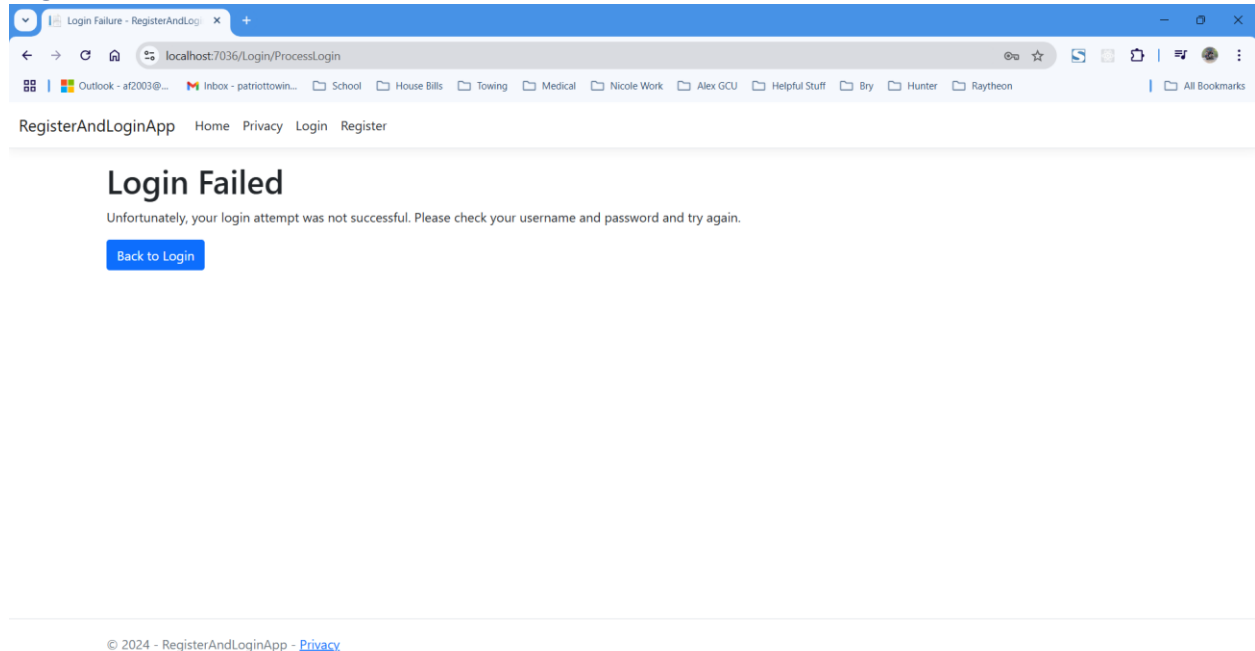 Login Failure - RegisterAndLogi
localhost:7036/Login/ProcessLogin
Outlook - af2003@... Inbox - patriottowin... School House Bills Towing Medical Nicole Work Alex GCU Helpful Stuff Bry Hunter Raytheon All Bookmarks
RegisterAndLoginApp Home Privacy Login Register
Login Failed
Unfortunately, your login attempt was not successful. Please check your username and password and try again.
Back to Login
© 2024 - RegisterAndLoginApp - Privacy